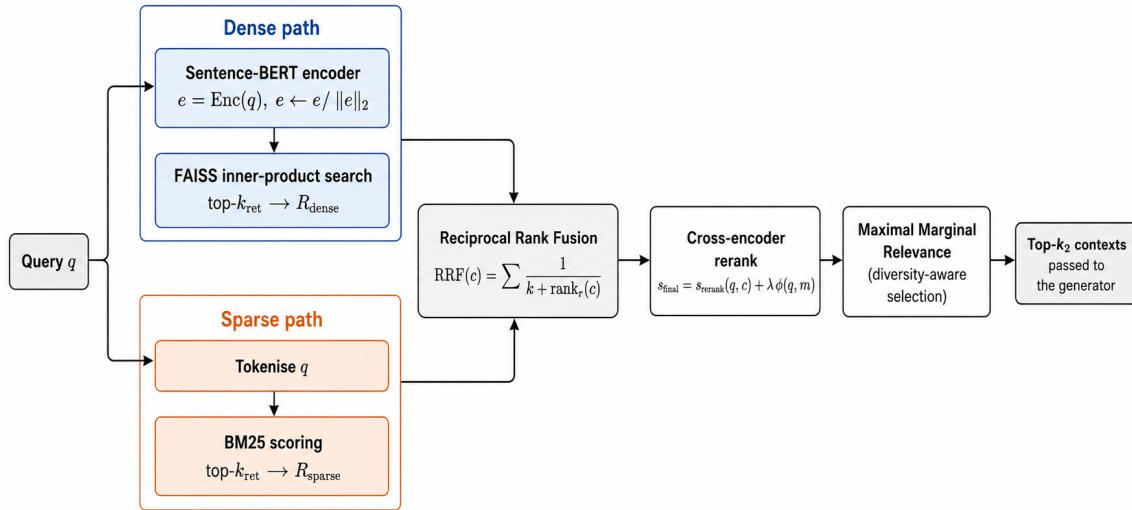 Query q
Dense path
Sentence-BERT encoder
e = Enc(q), e ← e / ‖e‖₂
FAISS inner-product search
top-k_ret → R_dense
Sparse path
Tokenise q
BM25 scoring
top-k_ret → R_sparse
Reciprocal Rank Fusion
RRF(c) = ∑ 1 / (k + rank_r(c))
Cross-encoder
rerank
s_final = s_rerank(q, c) + λ ϕ(q, m)
Maximal Marginal
Relevance
(diversity-aware
selection)
Top-k₂ contexts
passed to
the generator